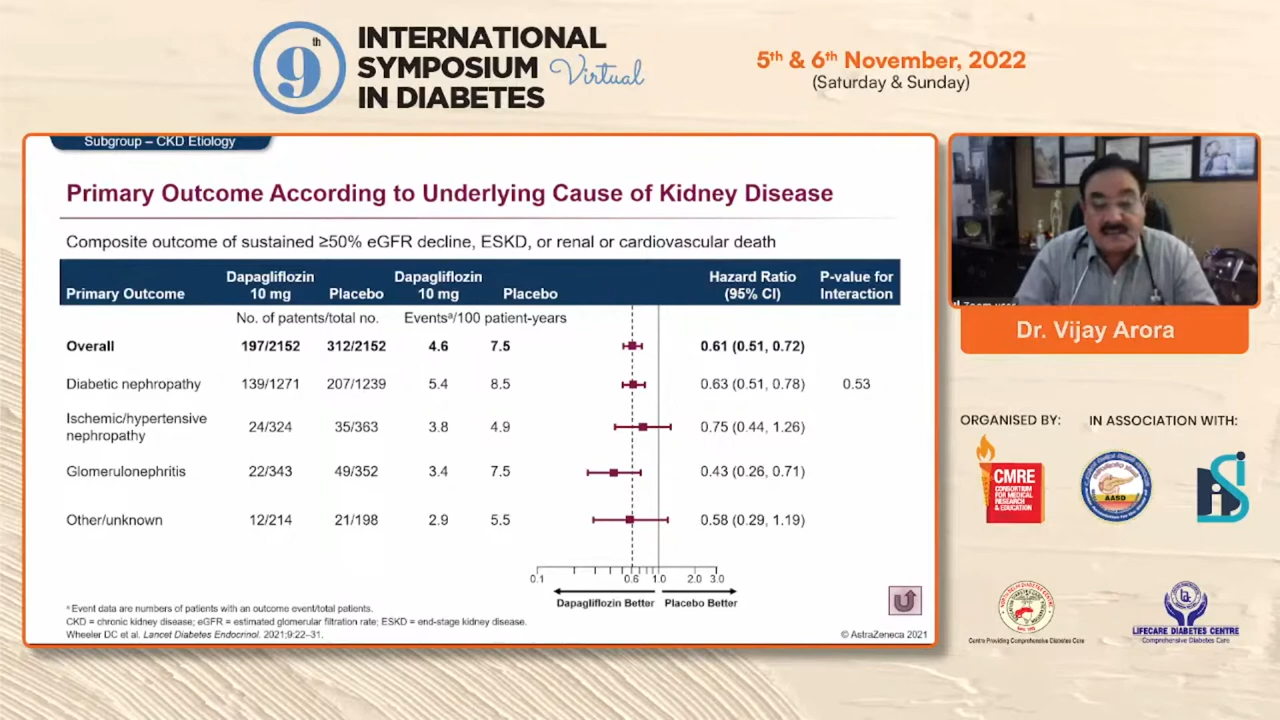 9th
INTERNATIONAL
SYMPOSIUM Virtual
IN DIABETES
5th & 6th November, 2022
(Saturday & Sunday)
Subgroup – CKD Etiology
Primary Outcome According to Underlying Cause of Kidney Disease
Composite outcome of sustained ≥50% eGFR decline, ESKD, or renal or cardiovascular death
Primary Outcome Dapagliflozin 10 mg Placebo Dapagliflozin 10 mg Placebo Hazard Ratio (95% CI) P-value for Interaction
No. of patents/total no. Eventsᵃ/100 patient-years
Overall 197/2152 312/2152 4.6 7.5 0.61 (0.51, 0.72)
Diabetic nephropathy 139/1271 207/1239 5.4 8.5 0.63 (0.51, 0.78) 0.53
Ischemic/hypertensive
nephropathy 24/324 35/363 3.8 4.9 0.75 (0.44, 1.26)
Glomerulonephritis 22/343 49/352 3.4 7.5 0.43 (0.26, 0.71)
Other/unknown 12/214 21/198 2.9 5.5 0.58 (0.29, 1.19)
0.1 0.6 1.0 2.0 3.0
Dapagliflozin Better Placebo Better
ᵃ Event data are numbers of patients with an outcome event/total patients.
CKD = chronic kidney disease; eGFR = estimated glomerular filtration rate; ESKD = end-stage kidney disease.
Wheeler DC et al. Lancet Diabetes Endocrinol. 2021;9:22–31.
© AstraZeneca 2021
Zoom user
Dr. Vijay Arora
ORGANISED BY: IN ASSOCIATION WITH:
CMRE
CONSORTIUM
FOR MEDICAL
RESEARCH
& EDUCATION
AASD
Centre Providing Comprehensive Diabetes Care
LIFECARE DIABETES CENTRE
Comprehensive Diabetes Care